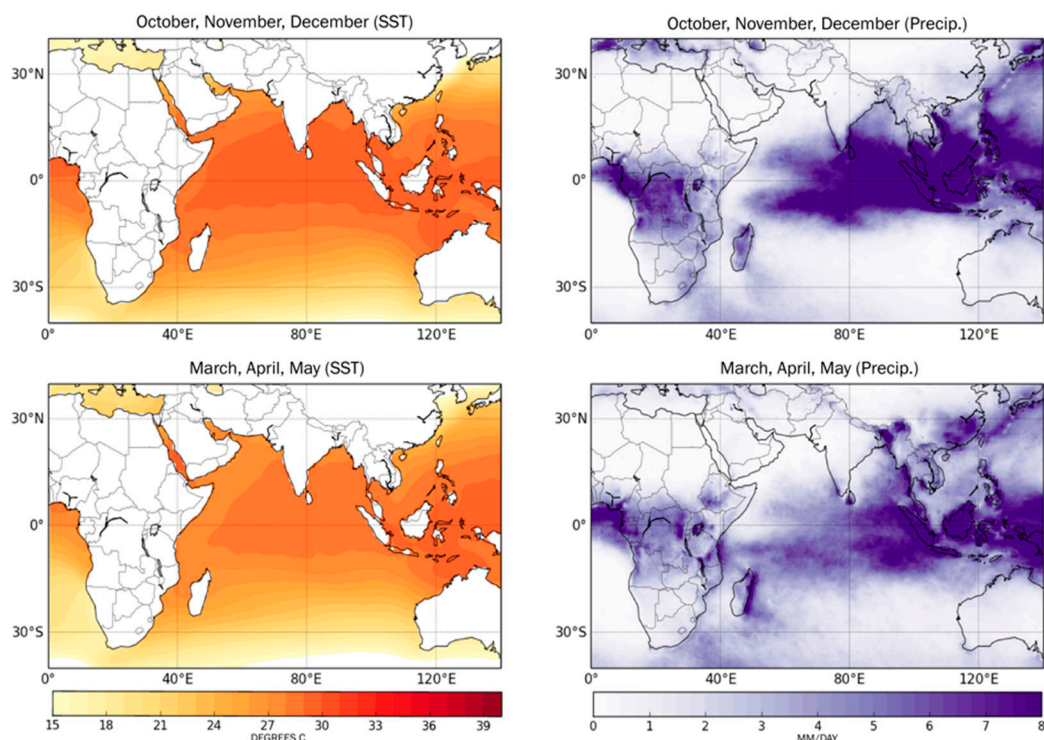 October, November, December (SST)
October, November, December (Precip.)
30°N
0°
30°S
0°
40°E
80°E
120°E
30°N
0°
30°S
0°
40°E
80°E
120°E
March, April, May (SST)
March, April, May (Precip.)
30°N
0°
30°S
0°
40°E
80°E
120°E
30°N
0°
30°S
0°
40°E
80°E
120°E
15 18 21 24 27 30 33 36 39
DEGREES C
0 1 2 3 4 5 6 7 8
MM/DAY